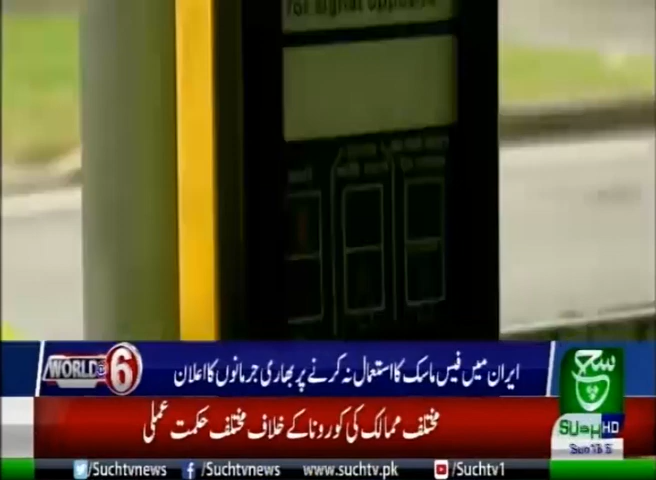 for signal opposite
WORLD@6
ایران میں فیس ماسک کا استعمال نہ کرنے پر بھاری جرمانوں کا اعلان
مختلف ممالک کی کورونا کے خلاف مختلف حکمت عملی
سچ
SUCH HD
/Suchtvnews /Suchtvnews www.suchtv.pk /Suchtv1